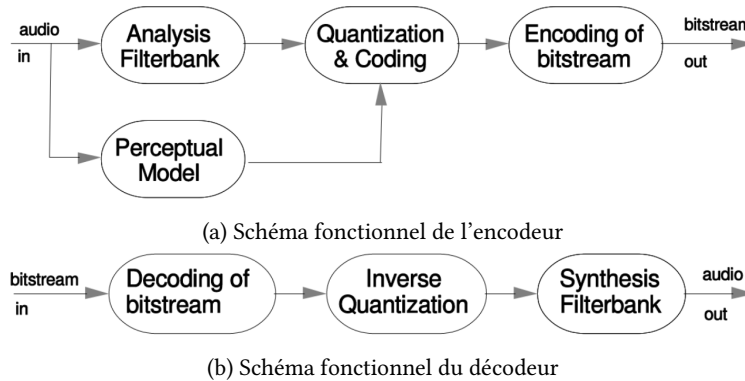 audio
in
Analysis
Filterbank
Quantization
& Coding
Encoding of
bitstream
bitstream
out
Perceptual
Model
(a) Schéma fonctionnel de l'encodeur
bitstream
in
Decoding of
bitstream
Inverse
Quantization
Synthesis
Filterbank
audio
out
(b) Schéma fonctionnel du décodeur